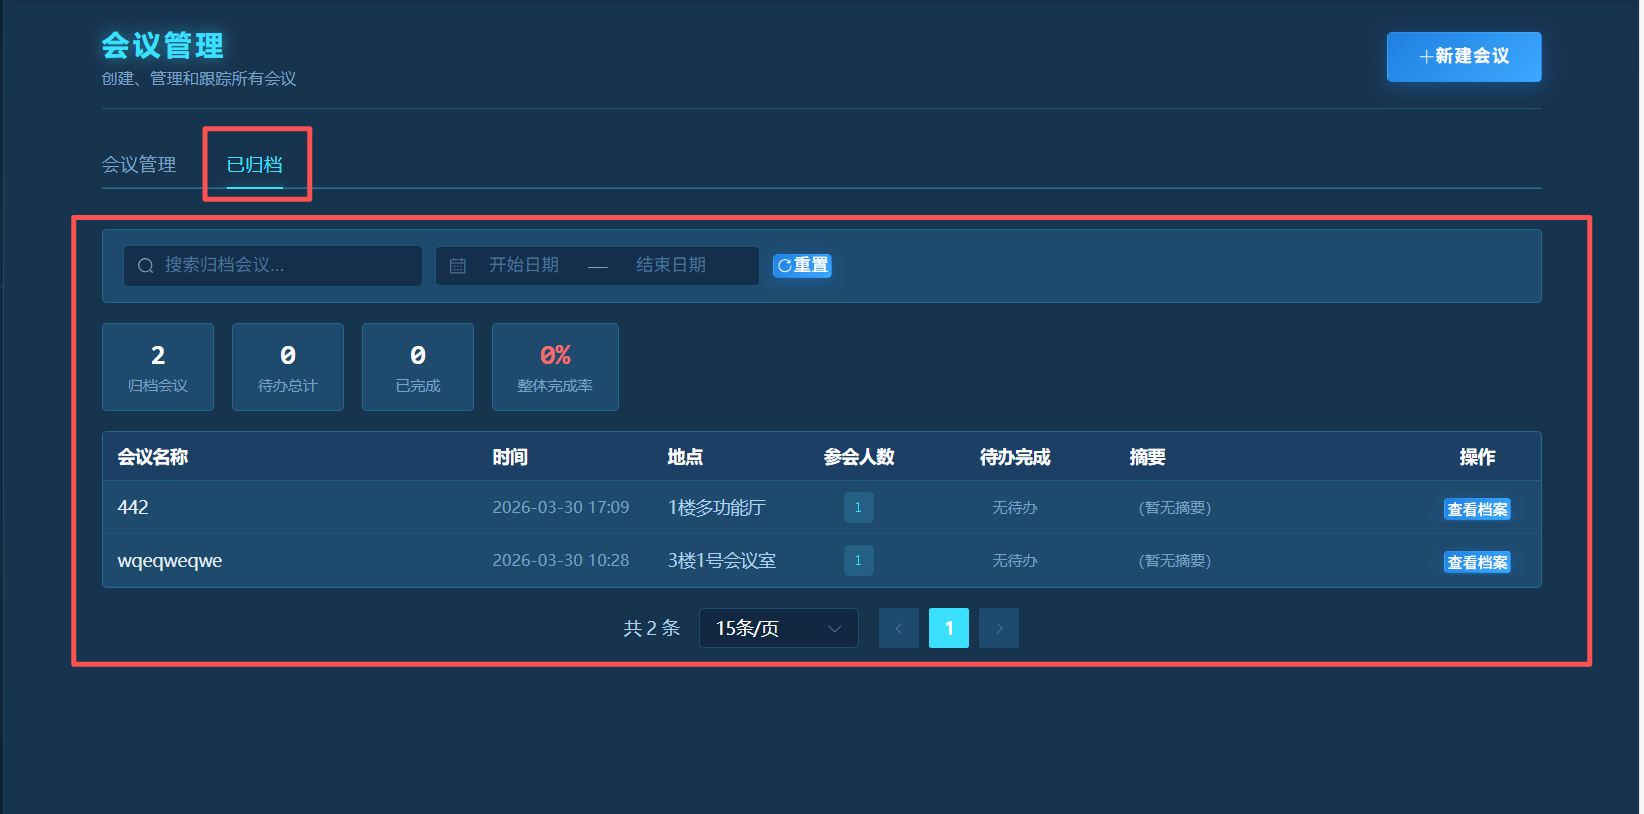 会议管理
创建、管理和跟踪所有会议
+新建会议
会议管理 已归档
搜索归档会议... 开始日期 — 结束日期 重置
2 0 0 0%
归档会议 待办总计 已完成 整体完成率
会议名称 时间 地点 参会人数 待办完成 摘要 操作
442 2026-03-30 17:09 1楼多功能厅 1 无待办 (暂无摘要) 查看档案
wqeqweqwe 2026-03-30 10:28 3楼1号会议室 1 无待办 (暂无摘要) 查看档案
共 2 条 15条/页 1